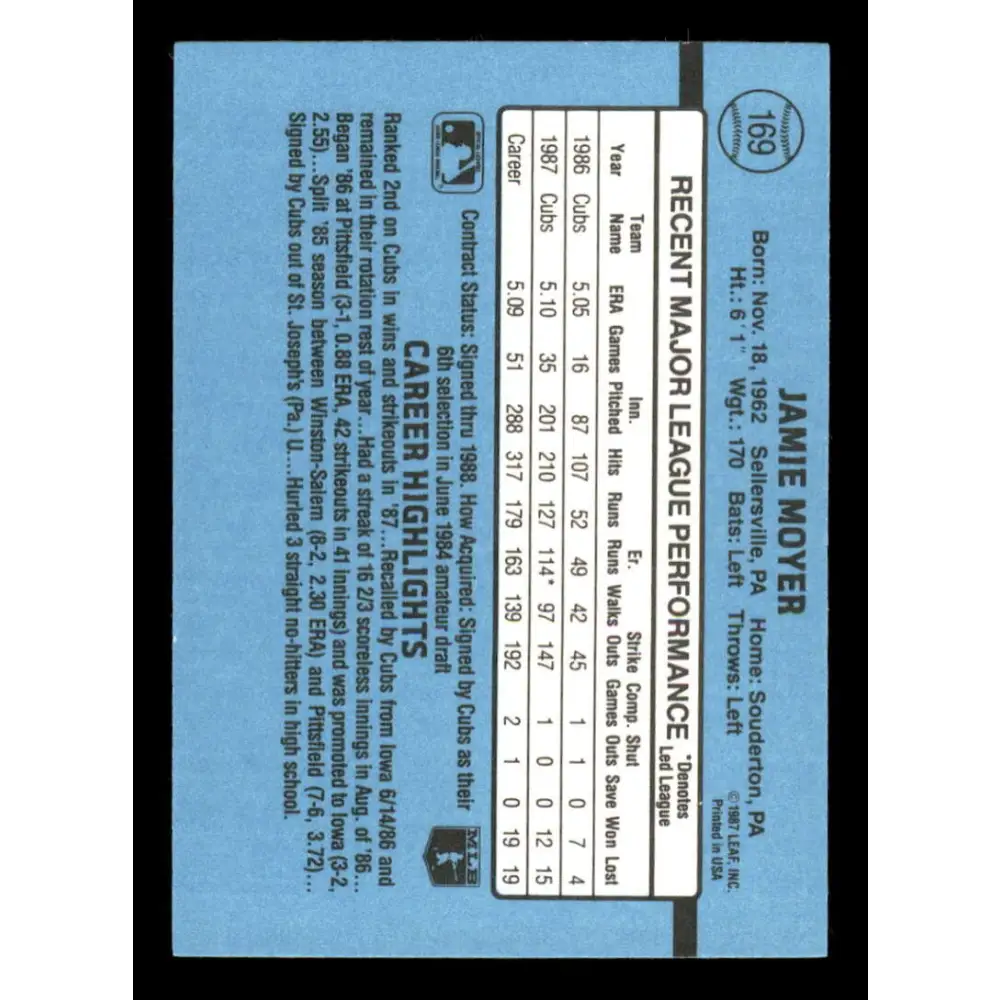 169
JAMIE MOYER
Born: Nov. 18, 1962 Sellersville, PA Home: Souderton, PA
Ht.: 6'1" Wgt.: 170 Bats: Left Throws: Left
© 1987 LEAF, INC.
Printed in USA
RECENT MAJOR LEAGUE PERFORMANCE *Denotes
Led League
Team Inn. Er. Strike Comp. Shut
Year Name ERA Games Pitched Hits Runs Runs Walks Outs Games Outs Save Won Lost
1986 Cubs 5.05 16 87 107 52 49 42 45 1 1 0 7 4
1987 Cubs 5.10 35 201 210 127 114* 97 147 1 0 0 12 15
Career 5.09 51 288 317 179 163 139 192 2 1 0 19 19
Contract Status: Signed thru 1988. How Acquired: Signed by Cubs as their
6th selection in June 1984 amateur draft
MLB
CAREER HIGHLIGHTS
Ranked 2nd on Cubs in wins and strikeouts in '87...Recalled by Cubs from Iowa 6/14/86 and
remained in their rotation rest of year...Had a streak of 16 2/3 scoreless innings in Aug. of '86...
Began '86 at Pittsfield (3-1, 0.88 ERA, 42 strikeouts in 41 innings) and was promoted to Iowa (3-2,
2.55)...Split '85 season between Winston-Salem (8-2, 2.30 ERA) and Pittsfield (7-6, 3.72)...
Signed by Cubs out of St. Joseph's (Pa.) U....Hurled 3 straight no-hitters in high school.